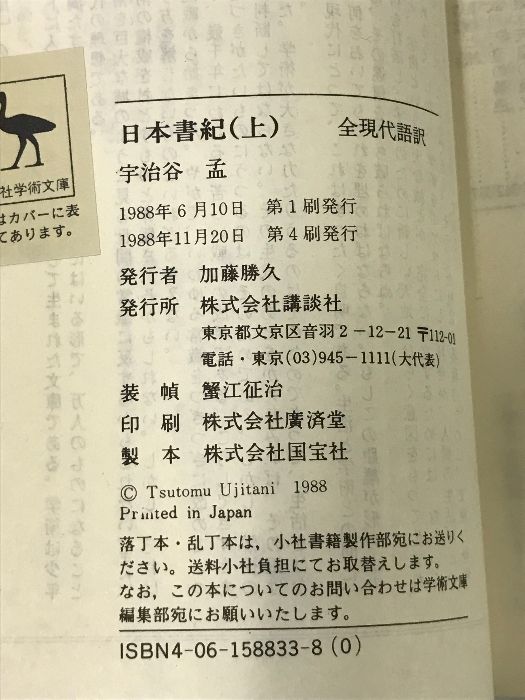 日本書紀(上) 全現代語訳
宇治谷 孟
1988年6月10日 第1刷発行
1988年11月20日 第4刷発行
発行者 加藤勝久
発行所 株式会社講談社
東京都文京区音羽2-12-21 〒112-01
電話・東京(03)945-1111(大代表)
装 幀 蟹江征治
印 刷 株式会社廣済堂
製 本 株式会社国宝社
© Tsutomu Ujitani 1988
Printed in Japan
落丁本・乱丁本は，小社書籍製作部宛にお送りく
ださい。送料小社負担にてお取替えします。
なお，この本についてのお問い合わせは学術文庫
編集部宛にお願いいたします。
ISBN4-06-158833-8 (0)
社学術文庫
はカバーに表
てあります。